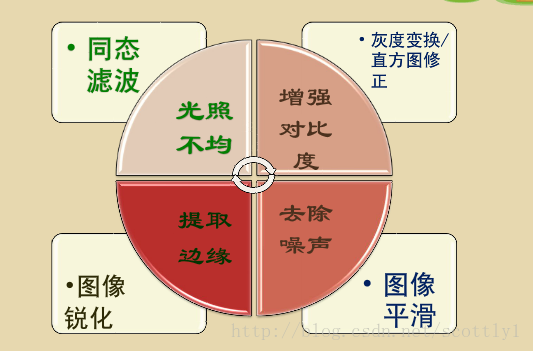 • 同态
滤波
• 灰度变换/
直方图修
正
光照
不均
增强
对比
度
提取
边缘
去除
噪声
•图像
锐化
• 图像
平滑
http://blog.csdn.net/scottly1